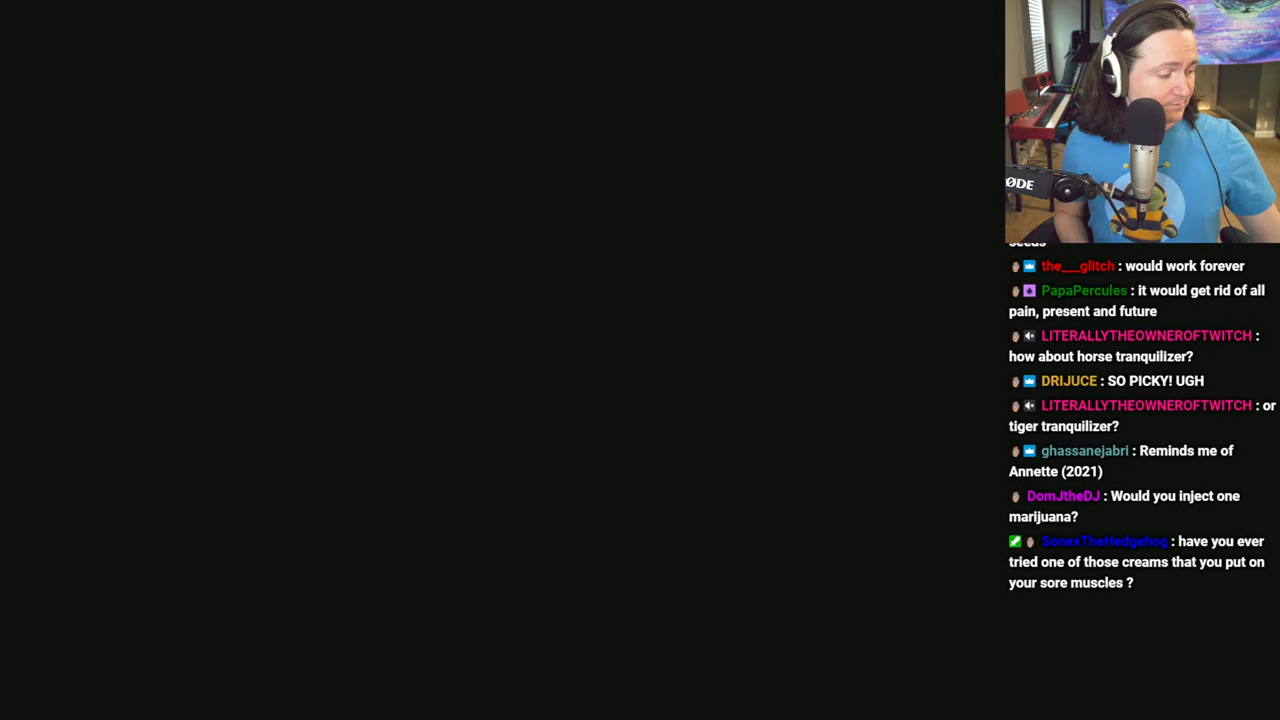 RØDE
seeds
the___glitch : would work forever
PapaPercules : it would get rid of all
pain, present and future
LITERALLYTHEOWNEROFTWITCH :
how about horse tranquilizer?
DRIJUCE : SO PICKY! UGH
LITERALLYTHEOWNEROFTWITCH : or
tiger tranquilizer?
ghassanejabri : Reminds me of
Annette (2021)
DomJtheDJ : Would you inject one
marijuana?
SonexTheHedgehog : have you ever
tried one of those creams that you put on
your sore muscles ?